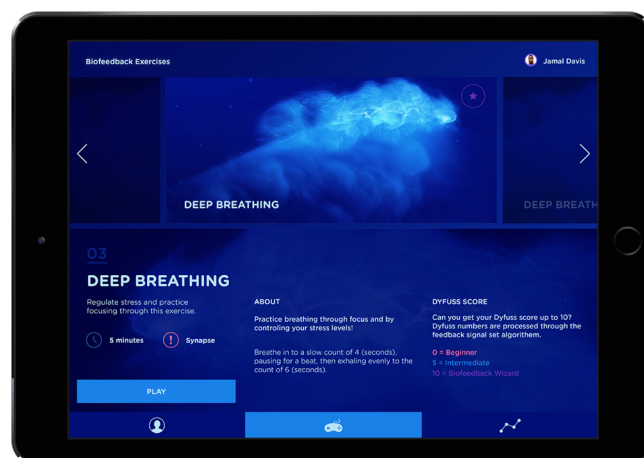 Biofeedback Exercises
Jamal Davis
DEEP BREATHING
DEEP BREATH
03
DEEP BREATHING
Regulate stress and practice
focusing through this exercise.
5 minutes
Synapse
PLAY
ABOUT
Practice breathing through focus and by
controling your stress levels!
Breathe in to a slow count of 4 (seconds),
pausing for a beat, then exhaling evenly to the
count of 6 (seconds).
DYFUSS SCORE
Can you get your Dyfuss score up to 10?
Dyfuss numbers are processed through the
feedback signal set algorithem.
0 = Beginner
5 = Intermediate
10 = Biofeedback Wizard